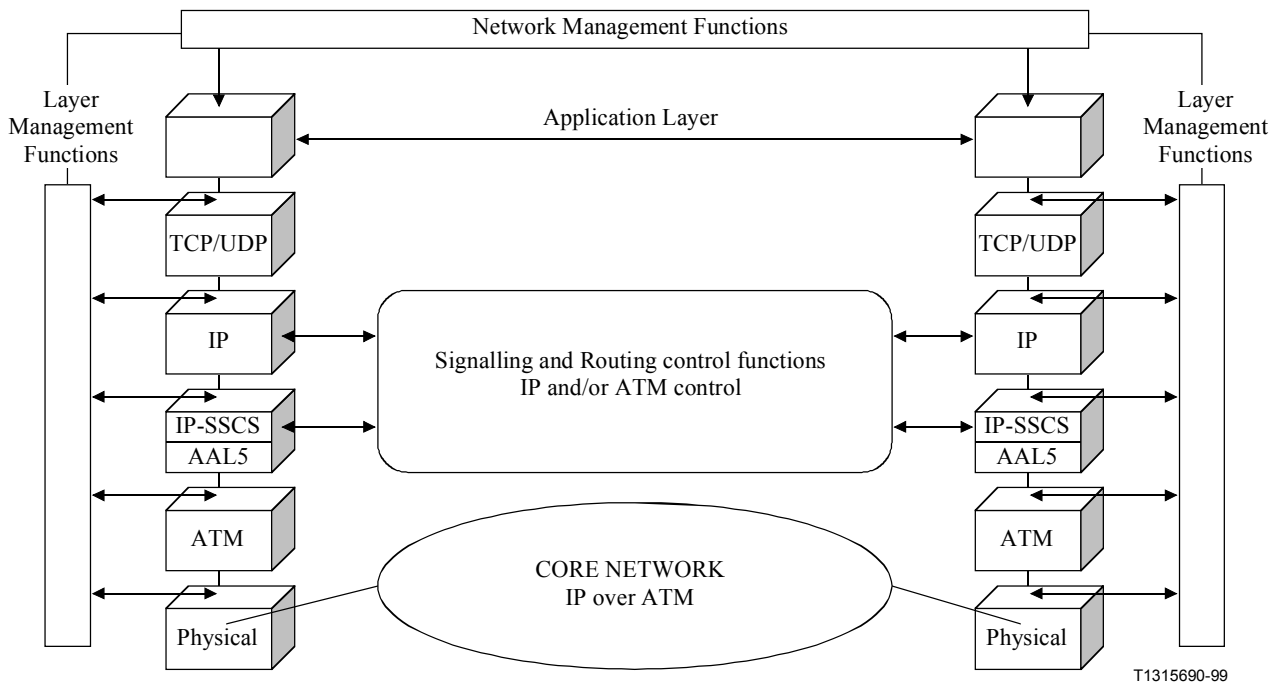 Network Management Functions
Layer
Management
Functions
Application Layer
Layer
Management
Functions
TCP/UDP
TCP/UDP
IP
Signalling and Routing control functions
IP and/or ATM control
IP
IP-SSCS
AAL5
IP-SSCS
AAL5
ATM
CORE NETWORK
IP over ATM
ATM
Physical
Physical
T1315690-99